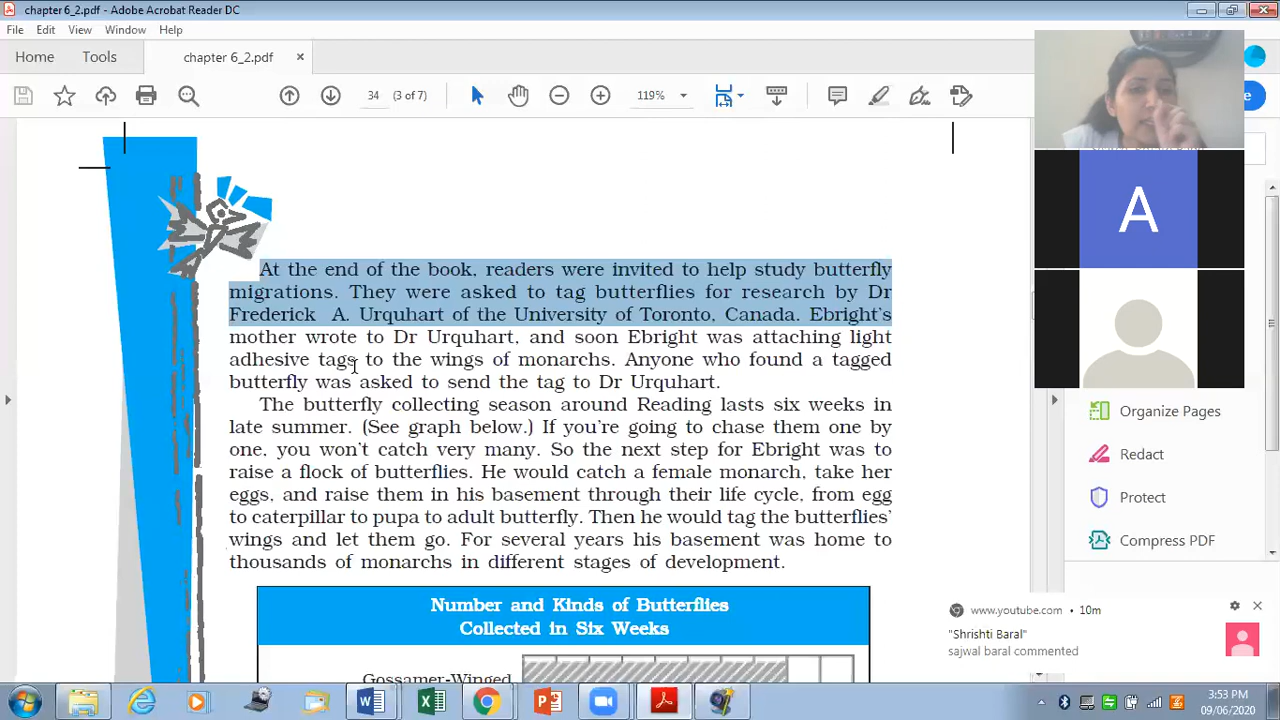 chapter 6_2.pdf - Adobe Acrobat Reader DC
File Edit View Window Help
Home Tools chapter 6_2.pdf ×
34 (3 of 7) 119%
A
At the end of the book, readers were invited to help study butterfly
migrations. They were asked to tag butterflies for research by Dr
Frederick A. Urquhart of the University of Toronto, Canada. Ebright's
mother wrote to Dr Urquhart, and soon Ebright was attaching light
adhesive tags to the wings of monarchs. Anyone who found a tagged
butterfly was asked to send the tag to Dr Urquhart.
The butterfly collecting season around Reading lasts six weeks in
late summer. (See graph below.) If you're going to chase them one by
one, you won't catch very many. So the next step for Ebright was to
raise a flock of butterflies. He would catch a female monarch, take her
eggs, and raise them in his basement through their life cycle, from egg
to caterpillar to pupa to adult butterfly. Then he would tag the butterflies'
wings and let them go. For several years his basement was home to
thousands of monarchs in different stages of development.
Number and Kinds of Butterflies
Collected in Six Weeks
Gossamer-Winged
Organize Pages
Redact
Protect
Compress PDF
www.youtube.com • 10m
"Shrishti Baral"
sajwal baral commented
3:53 PM
09/06/2020